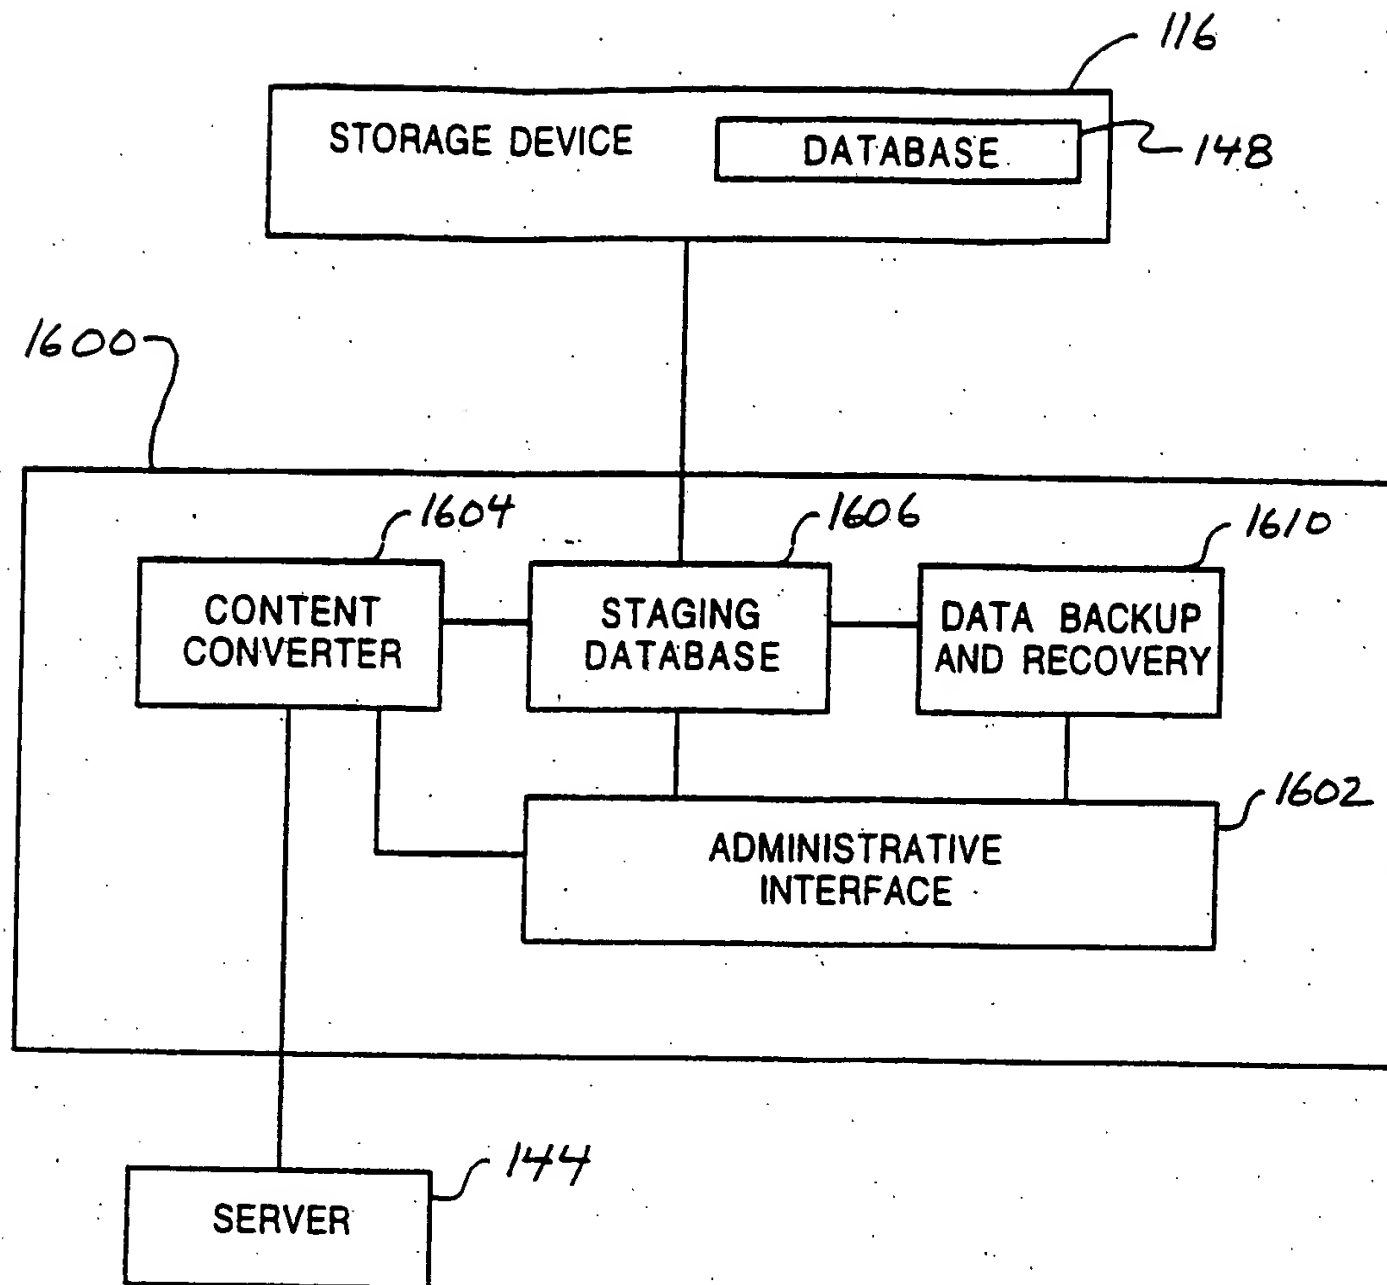 116
STORAGE DEVICE
DATABASE
148
1600
1604
1606
1610
CONTENT
CONVERTER
STAGING
DATABASE
DATA BACKUP
AND RECOVERY
1602
ADMINISTRATIVE
INTERFACE
144
SERVER